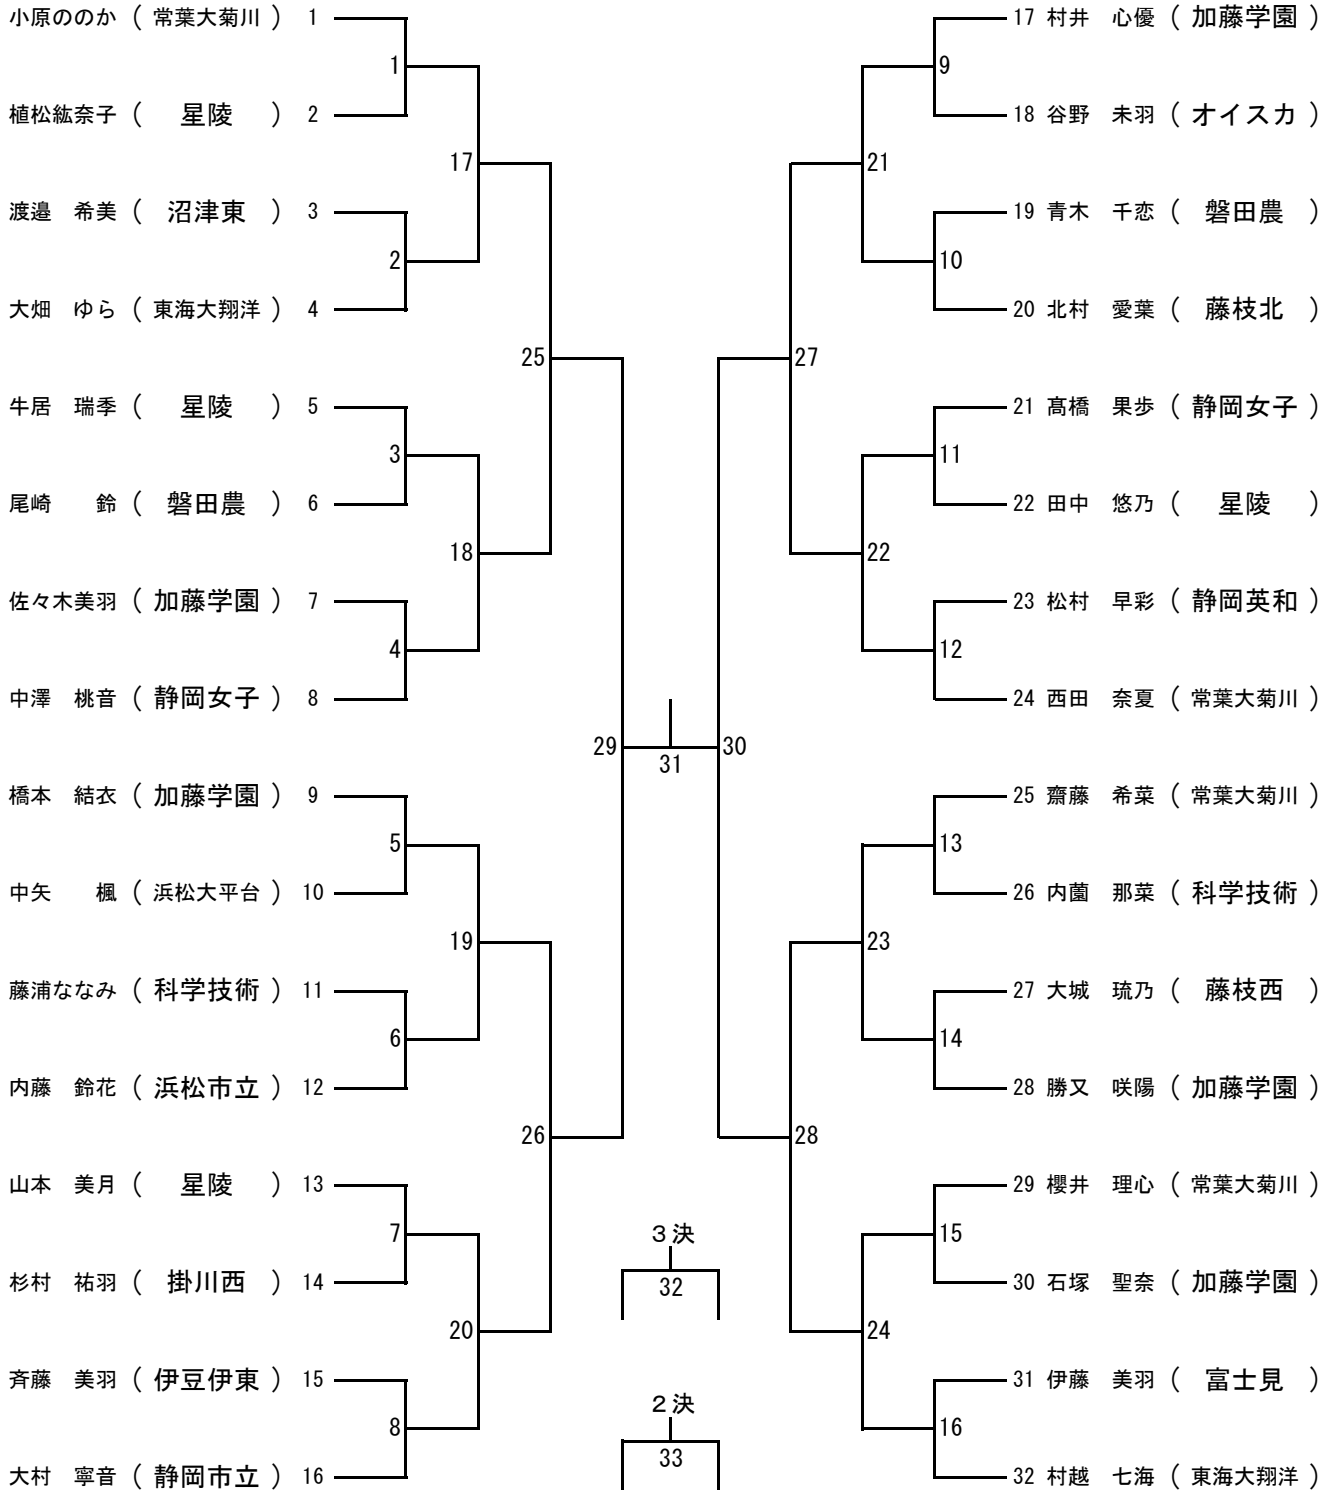 小原ののか （ 常葉大菊川 ） 1
1
植松紘奈子 （ 星陵 ） 2
17
渡邉 希美 （ 沼津東 ） 3
2
大畑 ゆら （ 東海大翔洋 ） 4
25
牛居 瑞季 （ 星陵 ） 5
3
尾崎 鈴 （ 磐田農 ） 6
18
佐々木美羽 （ 加藤学園 ） 7
4
中澤 桃音 （ 静岡女子 ） 8
29
橋本 結衣 （ 加藤学園 ） 9
5
中矢 楓 （ 浜松大平台 ） 10
19
藤浦ななみ （ 科学技術 ） 11
6
内藤 鈴花 （ 浜松市立 ） 12
26
山本 美月 （ 星陵 ） 13
7
杉村 祐羽 （ 掛川西 ） 14
20
斉藤 美羽 （ 伊豆伊東 ） 15
8
大村 寧音 （ 静岡市立 ） 16
31
３決
32
２決
33
17 村井 心優 （ 加藤学園 ）
9
18 谷野 未羽 （ オイスカ ）
21
19 青木 千恋 （ 磐田農 ）
10
20 北村 愛葉 （ 藤枝北 ）
27
21 髙橋 果歩 （ 静岡女子 ）
11
22 田中 悠乃 （ 星陵 ）
22
23 松村 早彩 （ 静岡英和 ）
12
24 西田 奈夏 （ 常葉大菊川 ）
30
25 齋藤 希菜 （ 常葉大菊川 ）
13
26 内薗 那菜 （ 科学技術 ）
23
27 大城 琉乃 （ 藤枝西 ）
14
28 勝又 咲陽 （ 加藤学園 ）
28
29 櫻井 理心 （ 常葉大菊川 ）
15
30 石塚 聖奈 （ 加藤学園 ）
24
31 伊藤 美羽 （ 富士見 ）
16
32 村越 七海 （ 東海大翔洋 ）